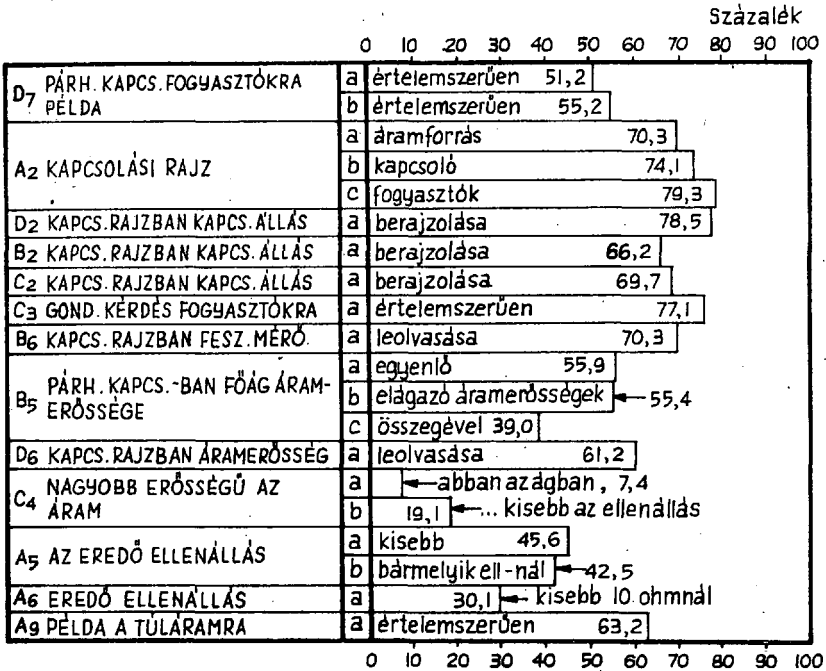 Százalék
0 10 20 30 40 50 60 70 80 90 100
D7 PÁRH. KAPCS. FOGYASZTÓKRA PÉLDA
a értelemszerűen 51,2
b értelemszerűen 55,2
A2 KAPCSOLÁSI RAJZ
a áramforrás 70,3
b kapcsoló 74,1
c fogyasztók 79,3
D2 KAPCS. RAJZBAN KAPCS. ÁLLÁS a berajzolása 78,5
B2 KAPCS. RAJZBAN KAPCS. ÁLLÁS a berajzolása 66,2
C2 KAPCS. RAJZBAN KAPCS. ÁLLÁS a berajzolása 69,7
C3 GOND. KÉRDÉS FOGYASZTÓKRA a értelemszerűen 77,1
B6 KAPCS. RAJZBAN FESZ. MÉRŐ a leolvasása 70,3
B5 PÁRH. KAPCS.-BAN FŐÁG ÁRAM-
ERŐSSÉGE
a egyenlő 55,9
b elágazó áramerősségek 55,4
c összegével 39,0
D6 KAPCS. RAJZBAN ÁRAMERŐSSÉG a leolvasása 61,2
C4 NAGYOBB ERŐSSÉGŰ AZ
ÁRAM
a abban az ágban, 7,4
b 19,1 ... kisebb az ellenállás
A5 AZ EREDŐ ELLENÁLLÁS
a kisebb 45,6
b bármelyik ell-nál 42,5
A6 EREDŐ ELLENÁLLÁS a 30,1 kisebb 10 ohmnál
A9 PÉLDA A TÚLÁRAMRA a értelemszerűen 63,2
0 10 20 30 40 50 60 70 80 90 100